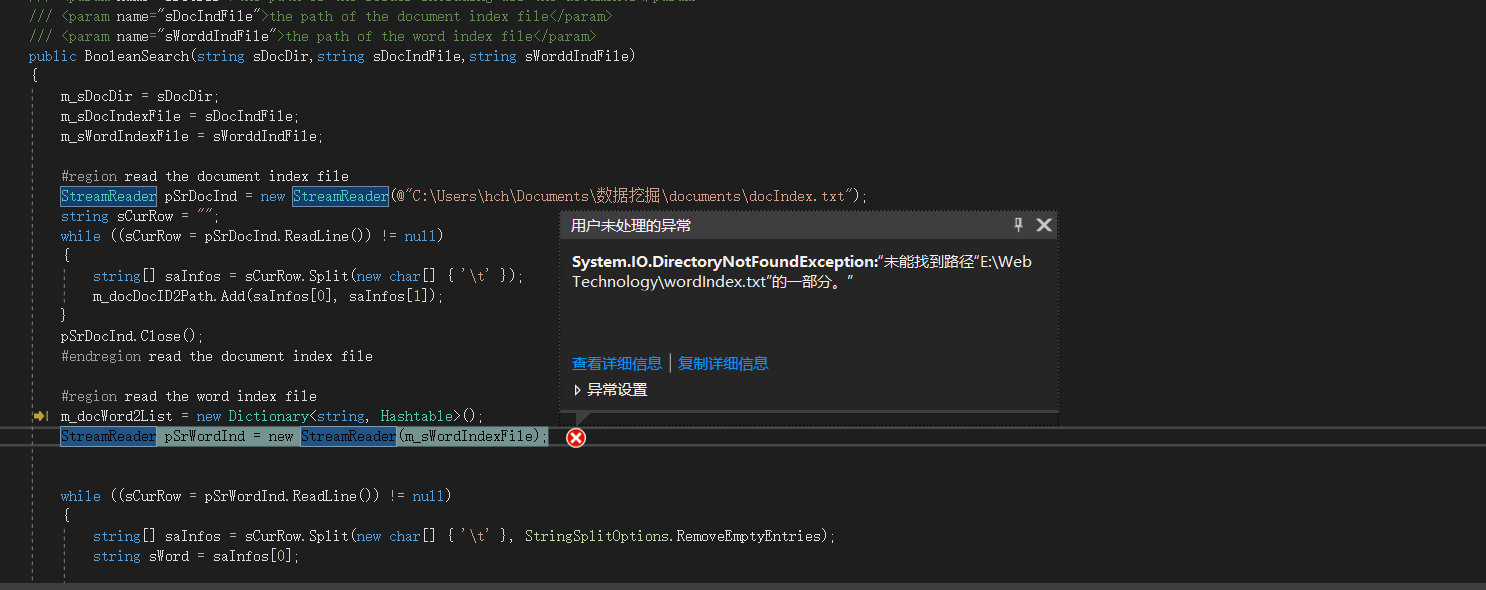 /// <param name="sDocIndFile">the path of the document index file</param>
/// <param name="sWorddIndFile">the path of the word index file</param>
public BooleanSearch(string sDocDir,string sDocIndFile,string sWorddIndFile)
{
m_sDocDir = sDocDir;
m_sDocIndexFile = sDocIndFile;
m_sWordIndexFile = sWorddIndFile;
#region read the document index file
StreamReader pSrDocInd = new StreamReader(@"C:\Users\hch\Documents\数据挖掘\documents\docIndex.txt");
string sCurRow = "";
while ((sCurRow = pSrDocInd.ReadLine()) != null)
{
string[] saInfos = sCurRow.Split(new char[] { '\t' });
m_docDocID2Path.Add(saInfos[0], saInfos[1]);
}
pSrDocInd.Close();
#endregion read the document index file
#region read the word index file
m_docWord2List = new Dictionary<string, Hashtable>();
StreamReader pSrWordInd = new StreamReader(m_sWordIndexFile);
while ((sCurRow = pSrWordInd.ReadLine()) != null)
{
string[] saInfos = sCurRow.Split(new char[] { '\t' }, StringSplitOptions.RemoveEmptyEntries);
string sWord = saInfos[0];
用户未处理的异常
System.IO.DirectoryNotFoundException:“未能找到路径“E:\Web
Technology\wordIndex.txt”的一部分。”
查看详细信息 | 复制详细信息
异常设置